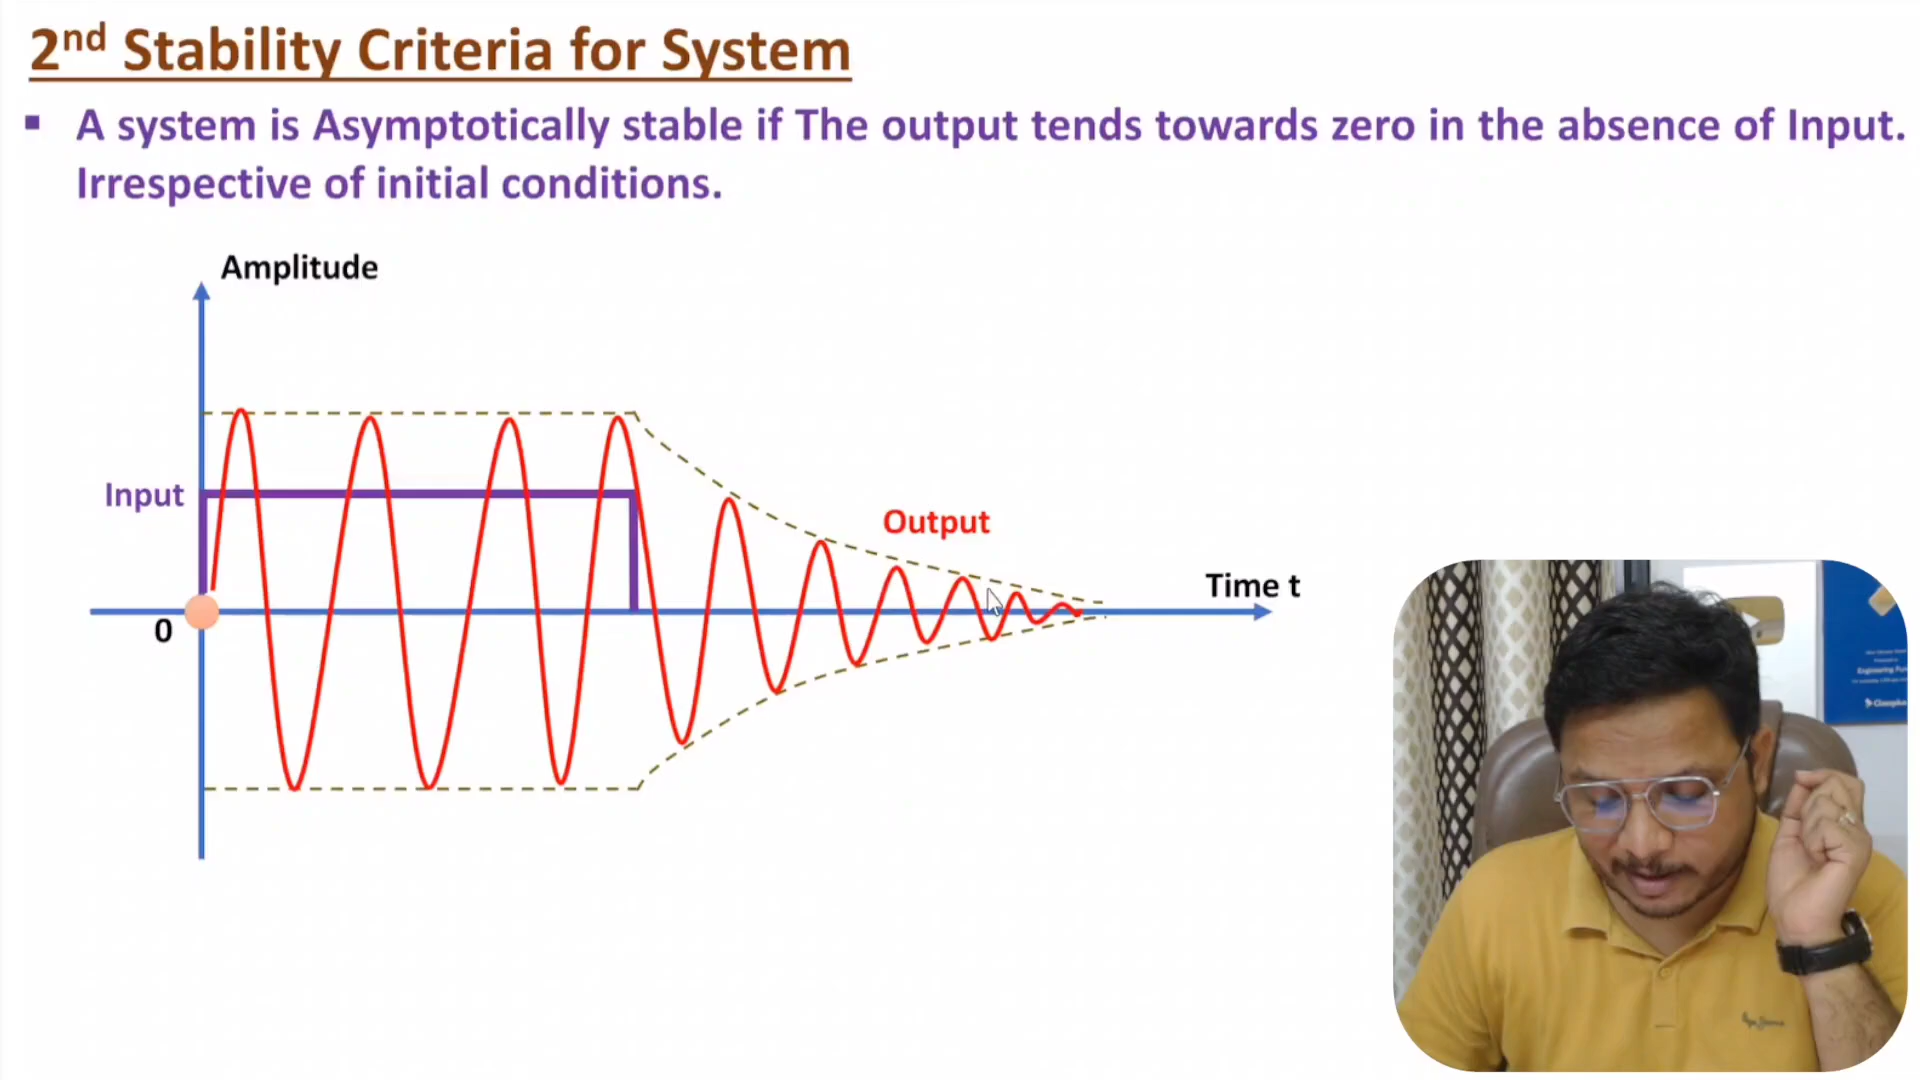 2nd Stability Criteria for System
▪ A system is Asymptotically stable if The output tends towards zero in the absence of Input.
Irrespective of initial conditions.
Amplitude
Input
Output
Time t
0